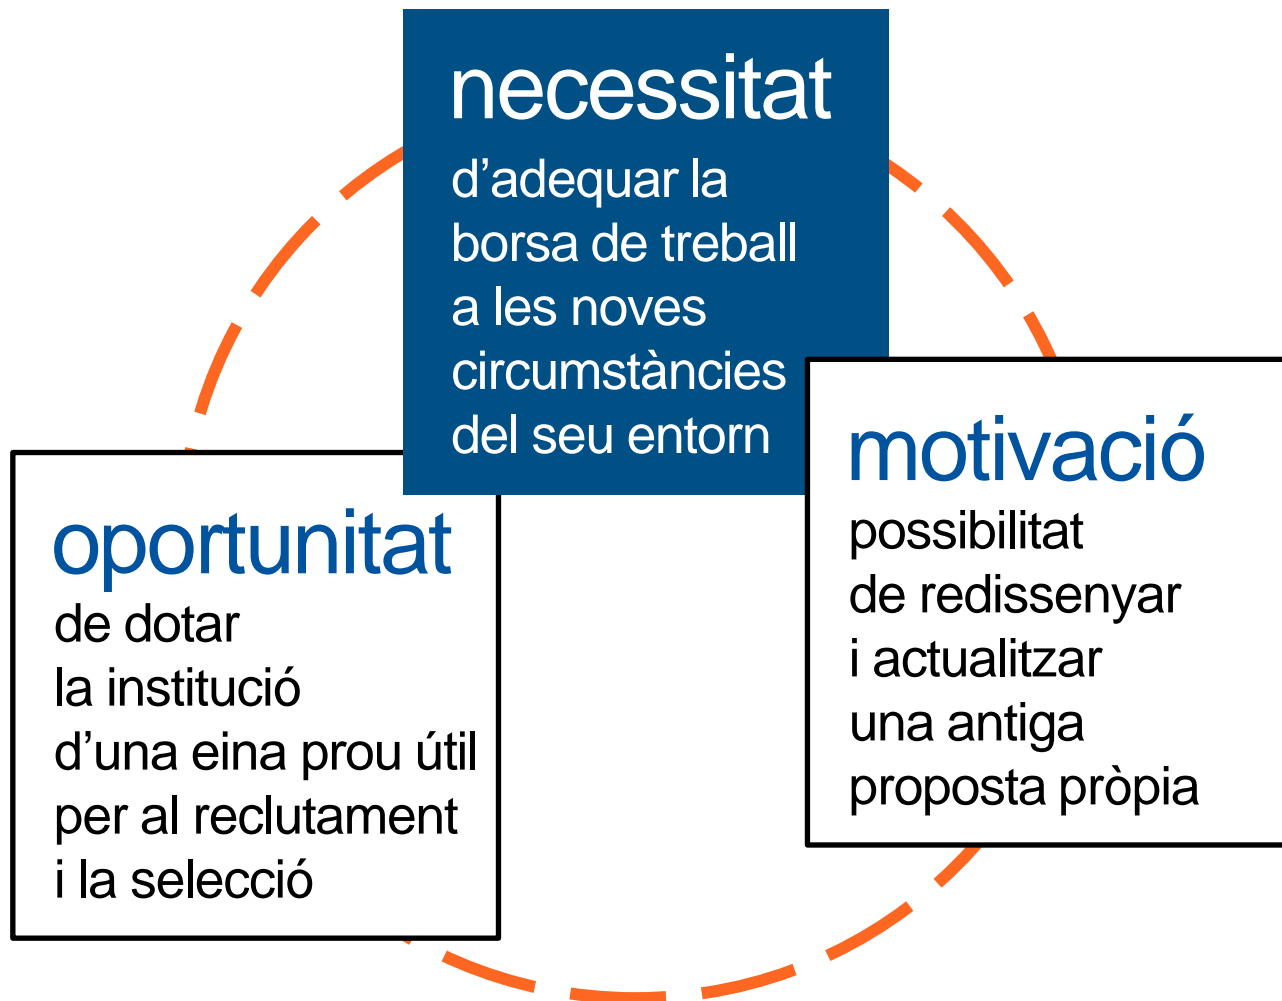 necessitat
d’adequar la
borsa de treball
a les noves
circumstàncies
del seu entorn
motivació
possibilitat
de redissenyar
i actualitzar
una antiga
proposta pròpia
oportunitat
de dotar
la institució
d’una eina prou útil
per al reclutament
i la selecció